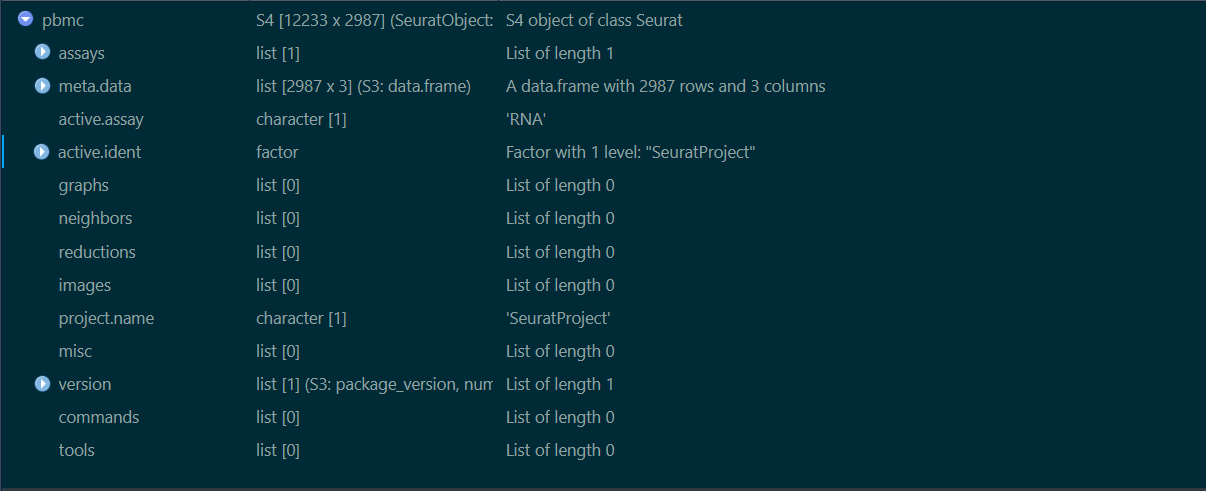 pbmc S4 [12233 x 2987] (SeuratObject: S4 object of class Seurat
assays list [1] List of length 1
meta.data list [2987 x 3] (S3: data.frame) A data.frame with 2987 rows and 3 columns
active.assay character [1] 'RNA'
active.ident factor Factor with 1 level: "SeuratProject"
graphs list [0] List of length 0
neighbors list [0] List of length 0
reductions list [0] List of length 0
images list [0] List of length 0
project.name character [1] 'SeuratProject'
misc list [0] List of length 0
version list [1] (S3: package_version, num List of length 1
commands list [0] List of length 0
tools list [0] List of length 0